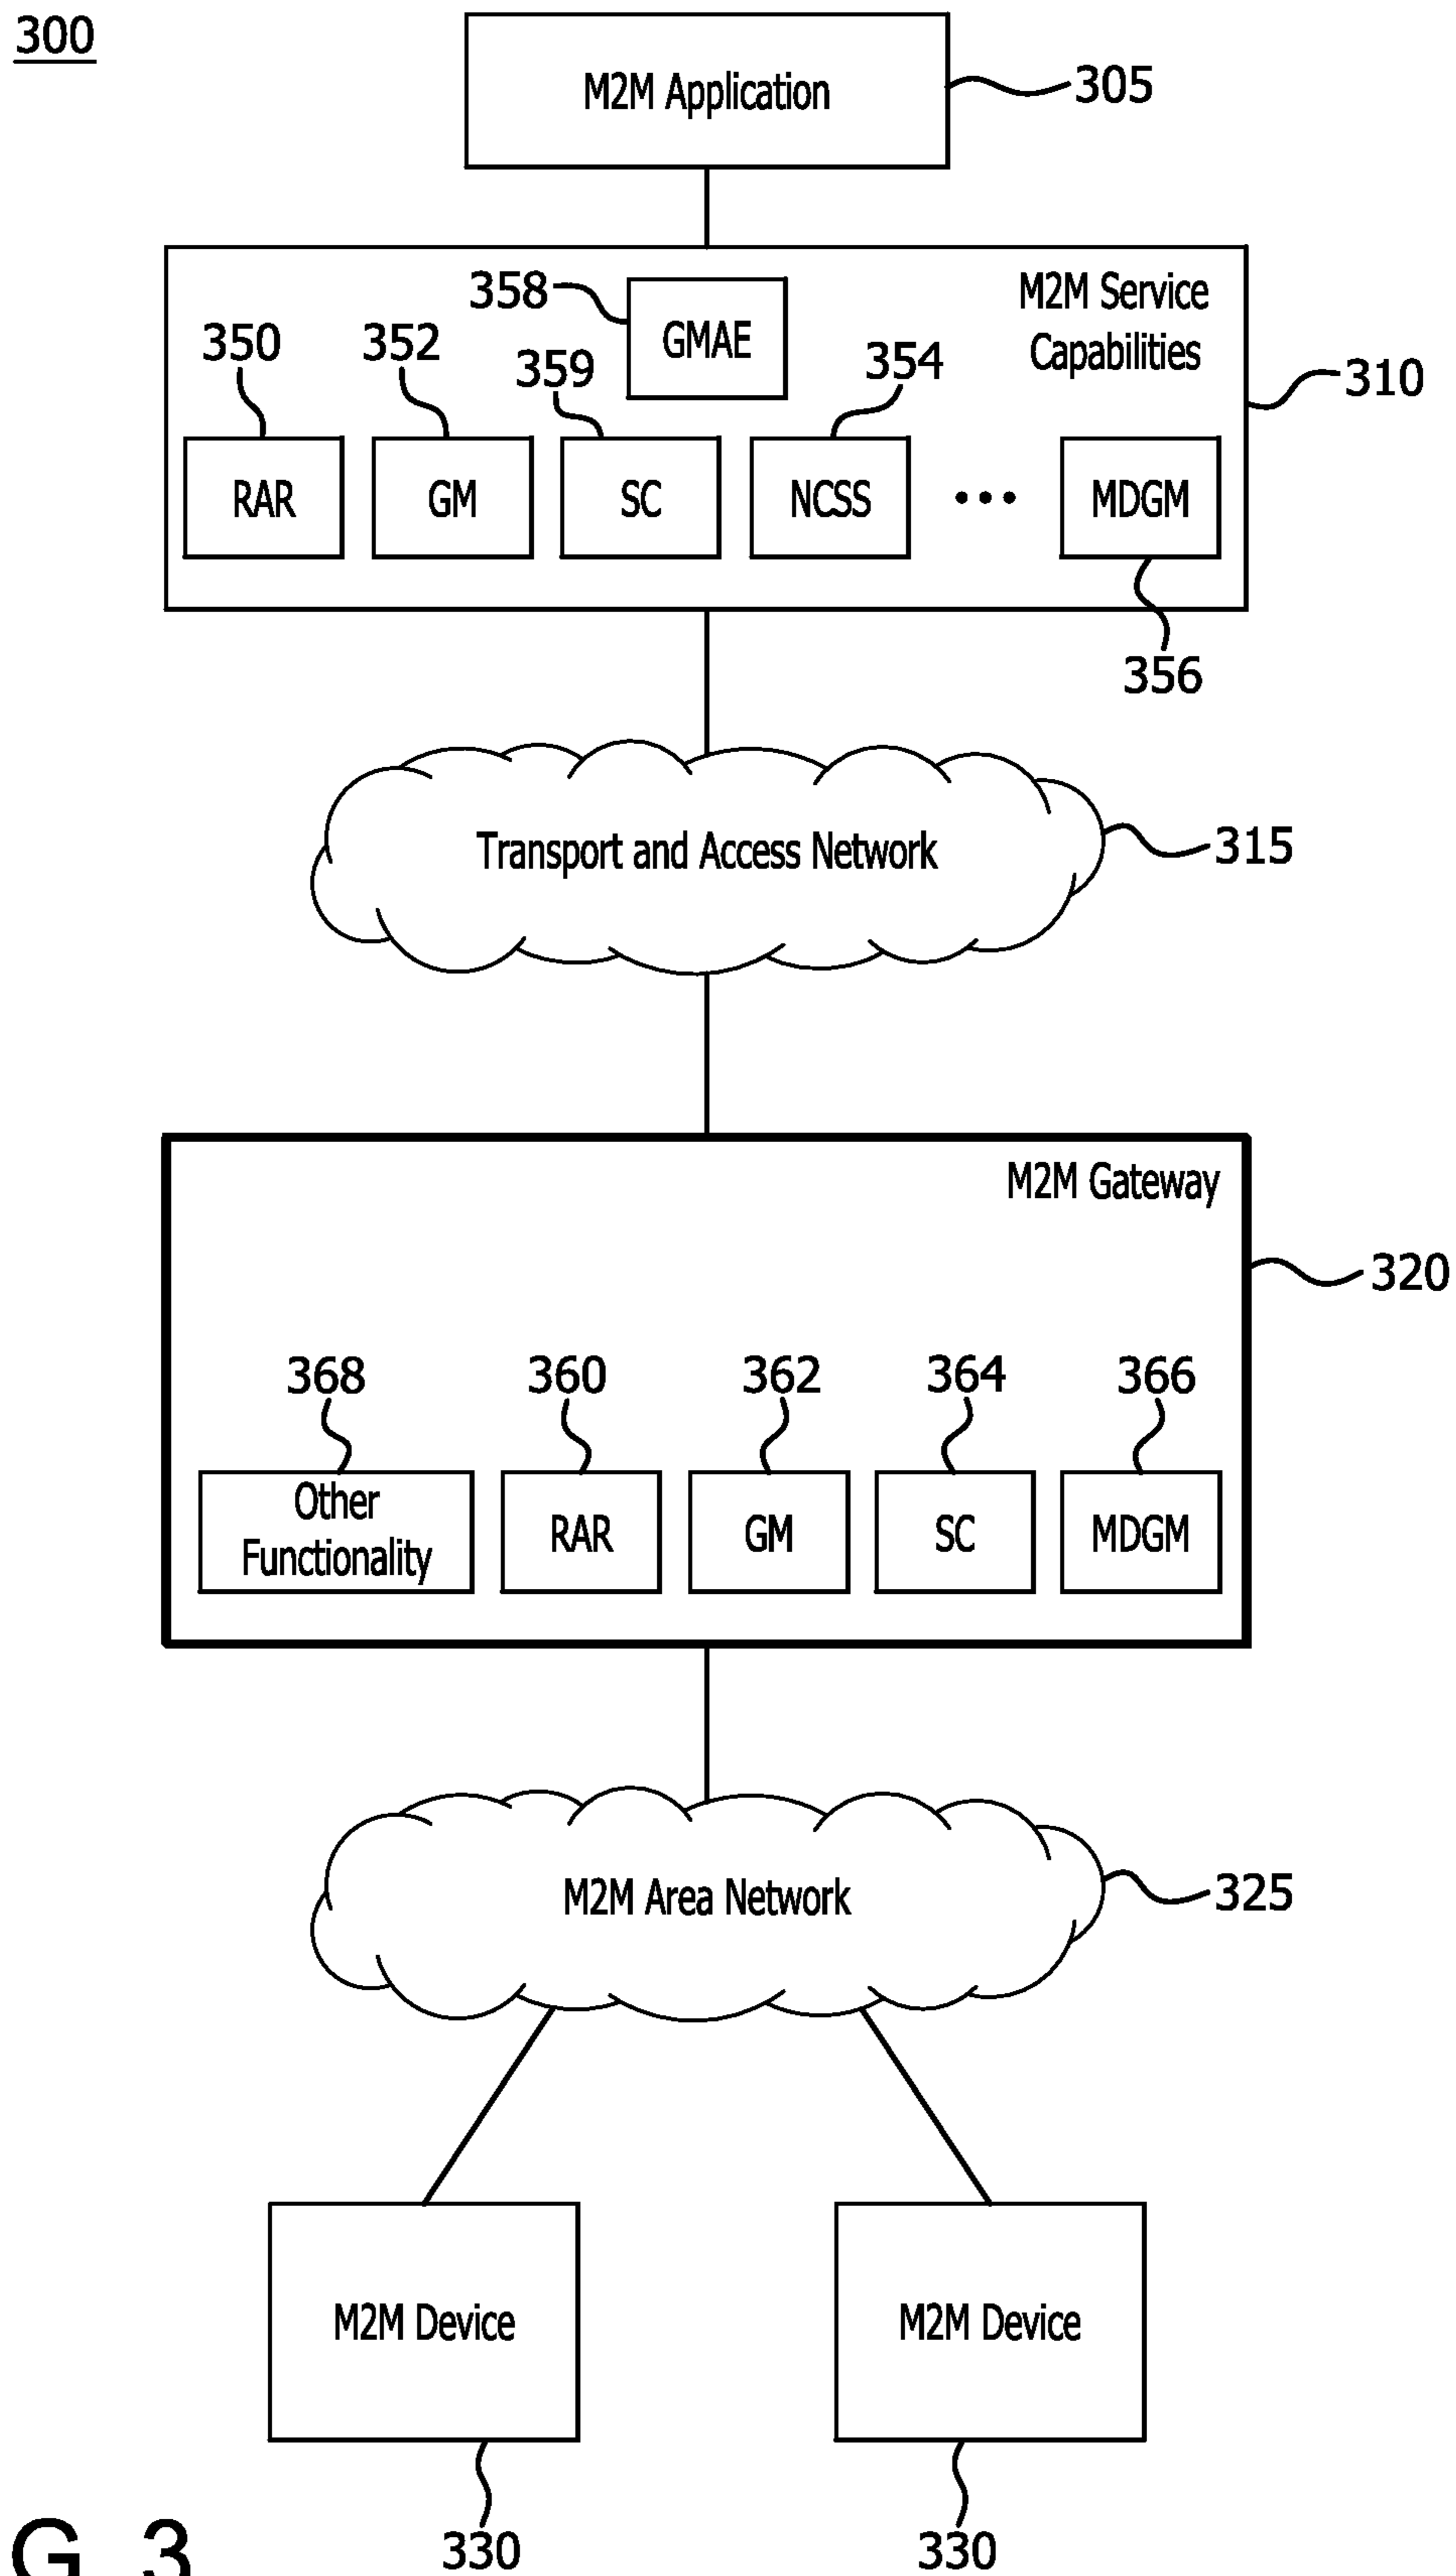 300
M2M Application
305
M2M Service
Capabilities
358
GMAE
350
352
359
354
310
RAR
GM
SC
NCSS
MDGM
356
Transport and Access Network
315
M2M Gateway
320
368
360
362
364
366
Other
Functionality
RAR
GM
SC
MDGM
M2M Area Network
325
M2M Device
M2M Device
330
330
G. 3